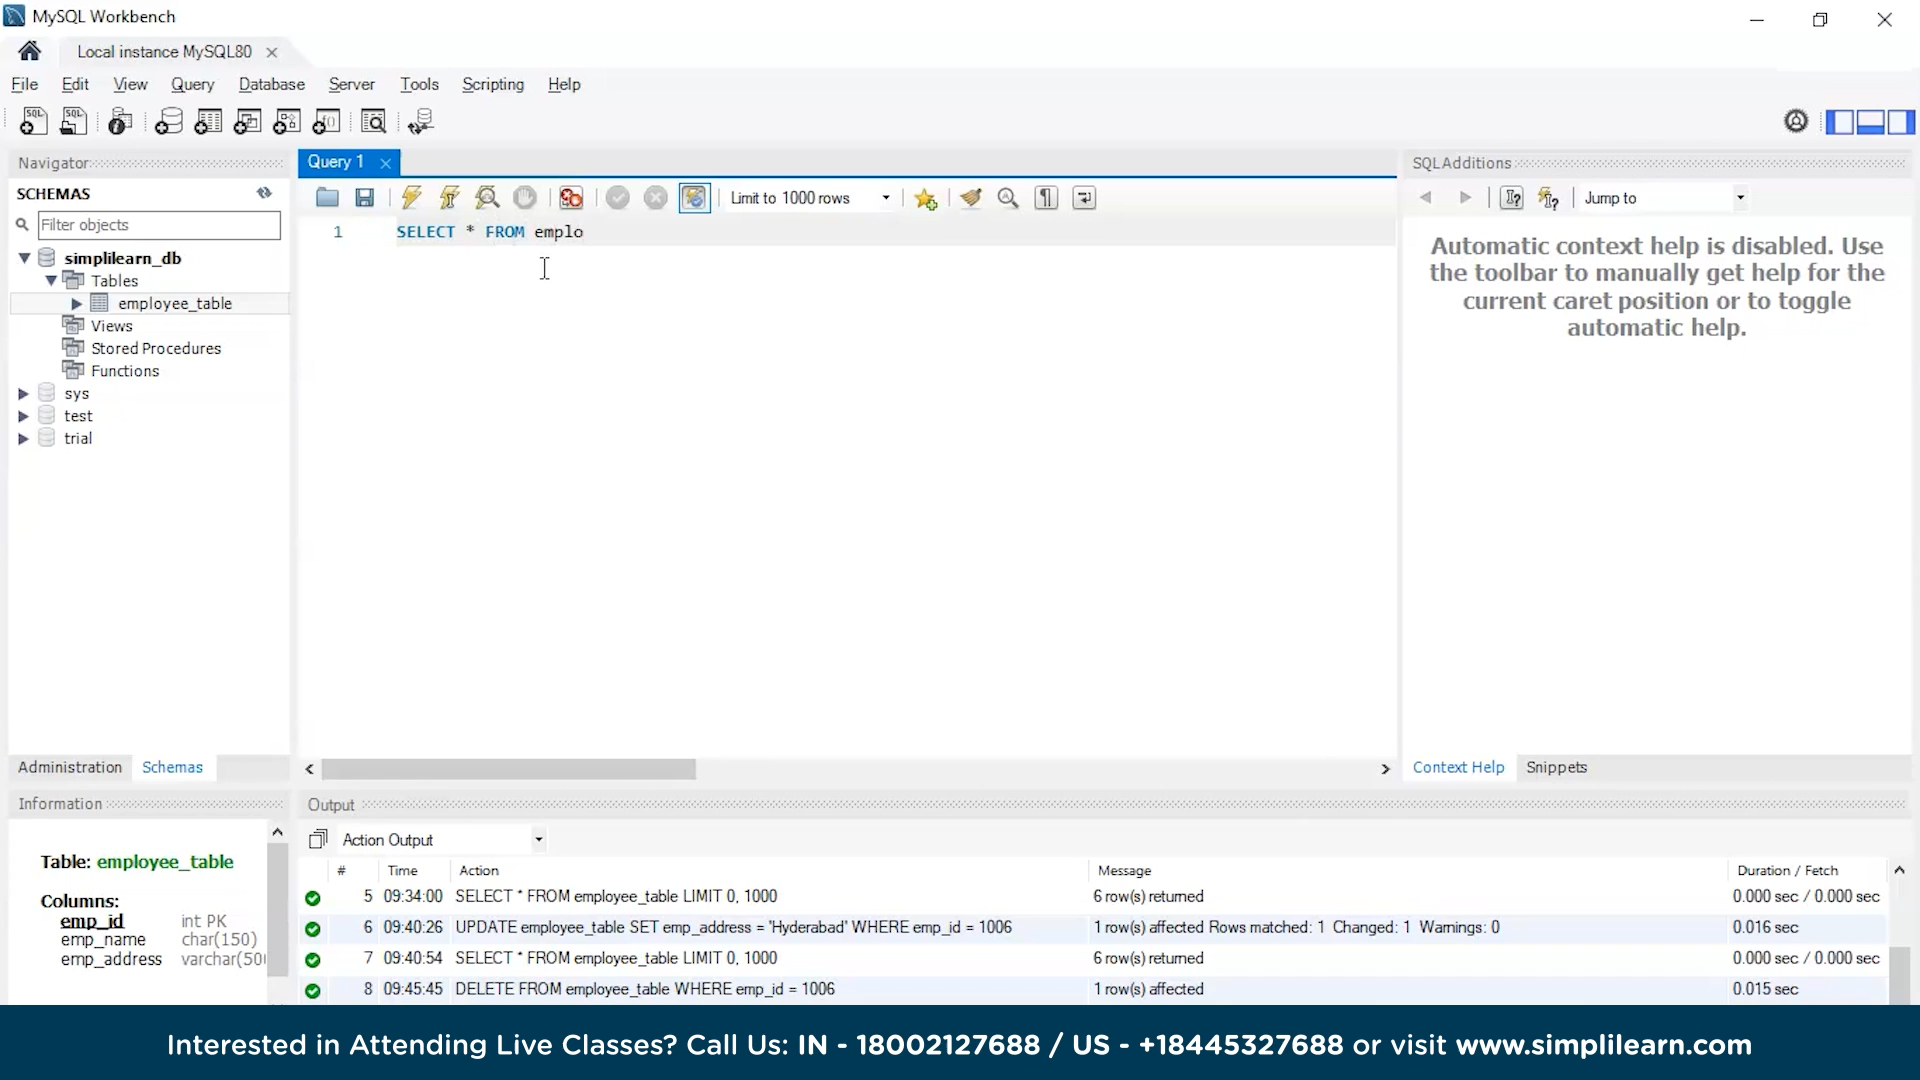 MySQL Workbench
Local instance MySQL80
File Edit View Query Database Server Tools Scripting Help
Navigator
SCHEMAS
Filter objects
simplilearn_db
Tables
employee_table
Views
Stored Procedures
Functions
sys
test
trial
Administration Schemas
Information
Table: employee_table
Columns:
emp_id int PK
emp_name char(150)
emp_address varchar(50
Query 1
Limit to 1000 rows
1 SELECT * FROM emplo
SQLAdditions
Jump to
Automatic context help is disabled. Use
the toolbar to manually get help for the
current caret position or to toggle
automatic help.
Context Help Snippets
Output
Action Output
# Time Action Message Duration / Fetch
5 09:34:00 SELECT * FROM employee_table LIMIT 0, 1000 6 row(s) returned 0.000 sec / 0.000 sec
6 09:40:26 UPDATE employee_table SET emp_address = 'Hyderabad' WHERE emp_id = 1006 1 row(s) affected Rows matched: 1 Changed: 1 Warnings: 0 0.016 sec
7 09:40:54 SELECT * FROM employee_table LIMIT 0, 1000 6 row(s) returned 0.000 sec / 0.000 sec
8 09:45:45 DELETE FROM employee_table WHERE emp_id = 1006 1 row(s) affected 0.015 sec
Interested in Attending Live Classes? Call Us: IN - 18002127688 / US - +18445327688 or visit www.simplilearn.com